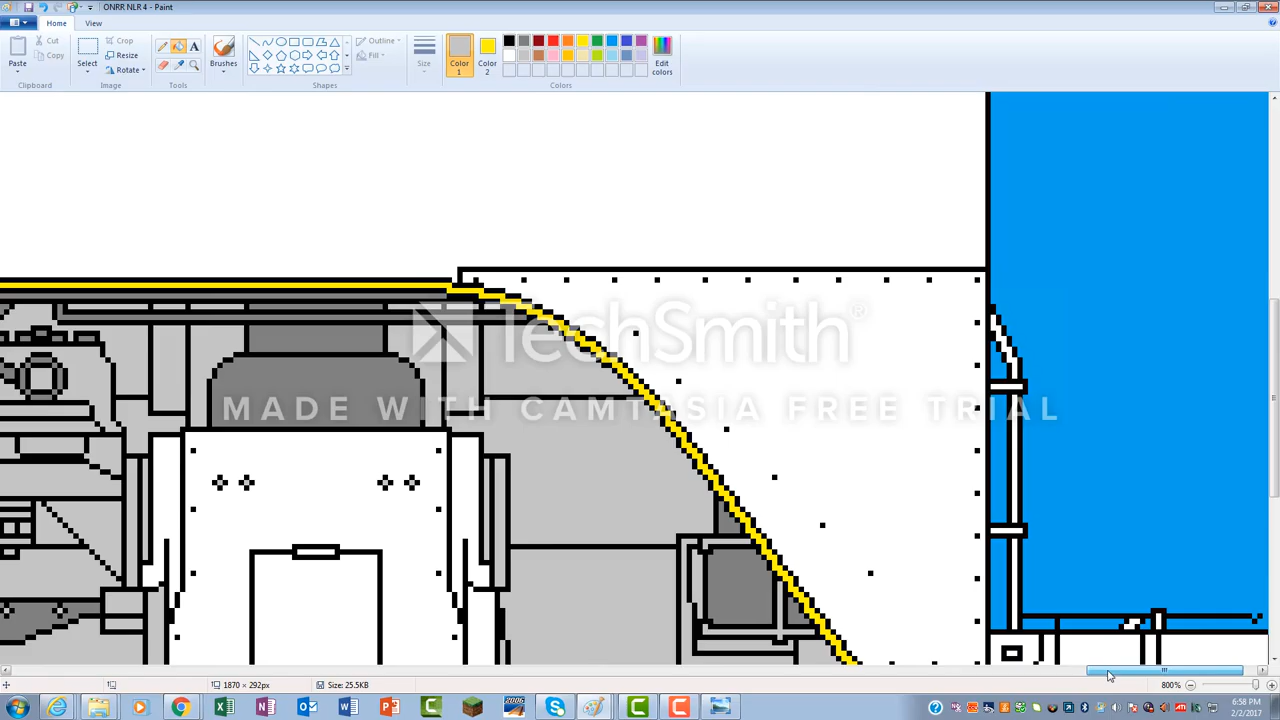 ONRR NLR 4 - Paint
Home View
Paste
Cut
Copy
Select
Crop
Resize
Rotate
A
Brushes
Outline
Fill
Size
Color 1
Color 2
Edit colors
Clipboard Image Tools Shapes Colors
TechSmith®
MADE WITH CAMTASIA FREE TRIAL
1870 × 292px Size: 25.5KB 800%
6:58 PM
2/2/2017